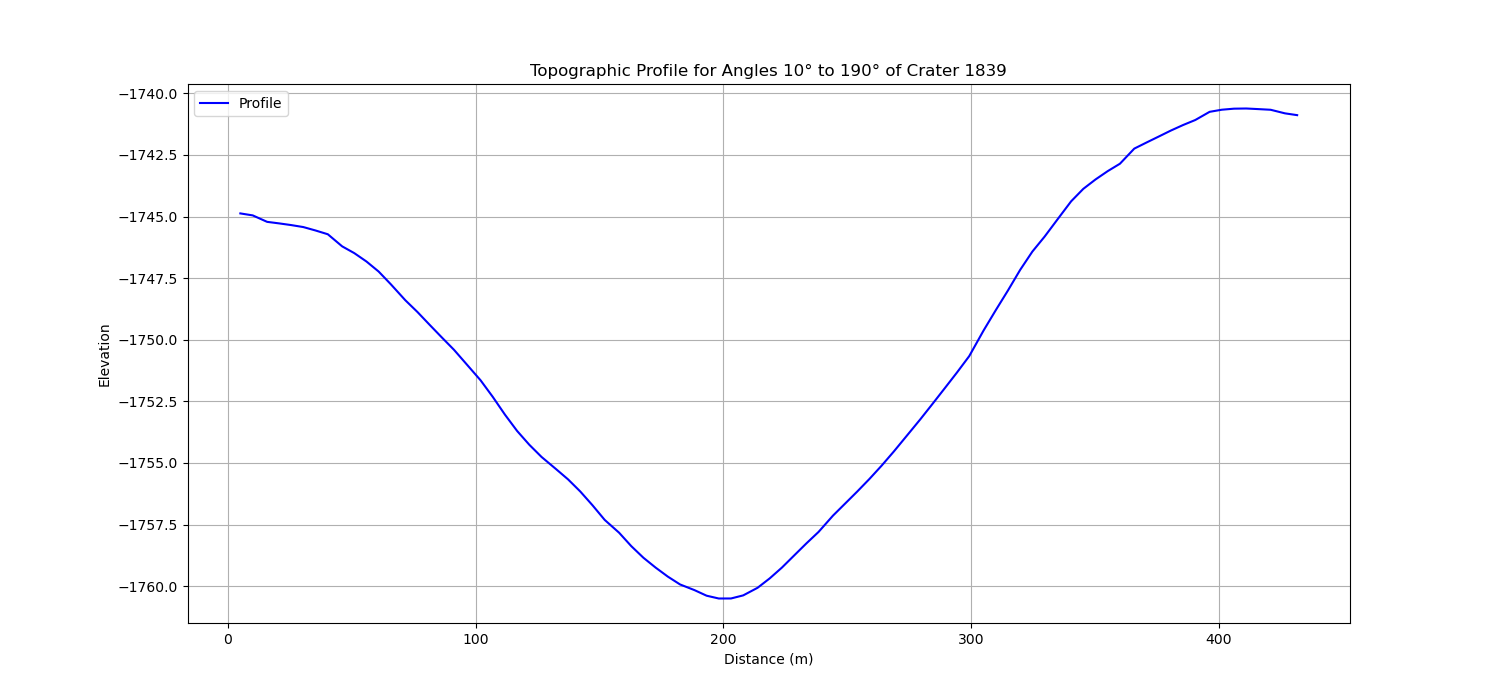 Topographic Profile for Angles 10° to 190° of Crater 1839
Profile
−1740.0
−1742.5
−1745.0
−1747.5
−1750.0
−1752.5
−1755.0
−1757.5
−1760.0
Elevation
0 100 200 300 400
Distance (m)